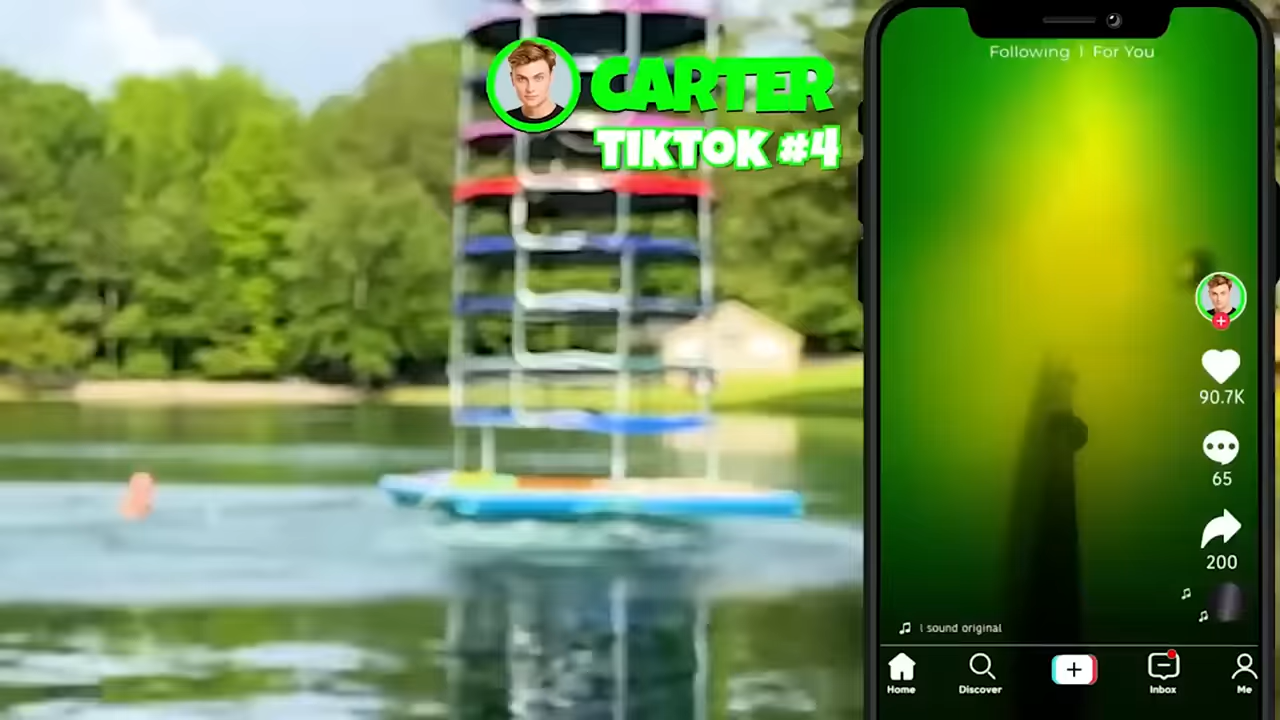 CARTER
TIKTOK #4
Following | For You
90.7K
65
200
l sound original
Home
Discover
Inbox
Me